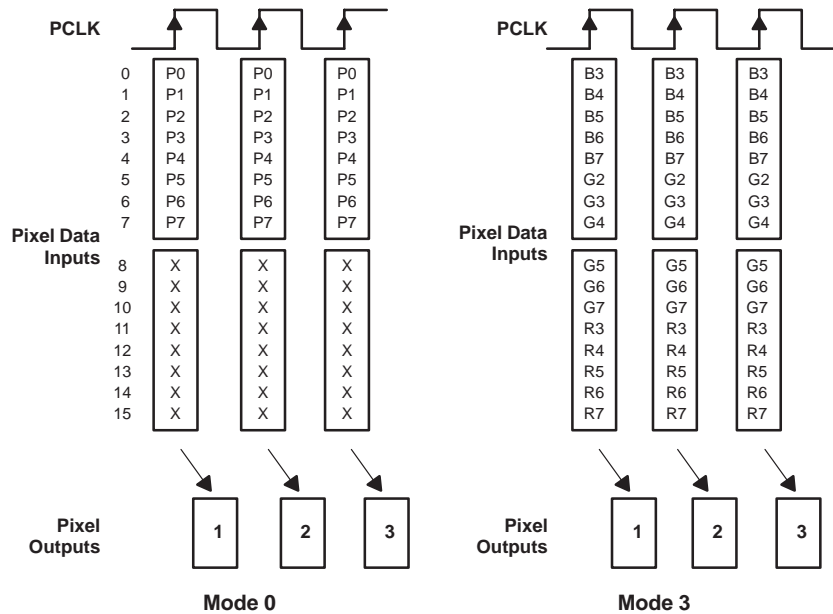 PCLK
0 P0 P0 P0
1 P1 P1 P1
2 P2 P2 P2
3 P3 P3 P3
4 P4 P4 P4
5 P5 P5 P5
6 P6 P6 P6
7 P7 P7 P7
Pixel Data
Inputs
8 X X X
9 X X X
10 X X X
11 X X X
12 X X X
13 X X X
14 X X X
15 X X X
Pixel
Outputs
1 2 3
Mode 0
PCLK
B3 B3 B3
B4 B4 B4
B5 B5 B5
B6 B6 B6
B7 B7 B7
G2 G2 G2
G3 G3 G3
G4 G4 G4
Pixel Data
Inputs
G5 G5 G5
G6 G6 G6
G7 G7 G7
R3 R3 R3
R4 R4 R4
R5 R5 R5
R6 R6 R6
R7 R7 R7
Pixel
Outputs
1 2 3
Mode 3